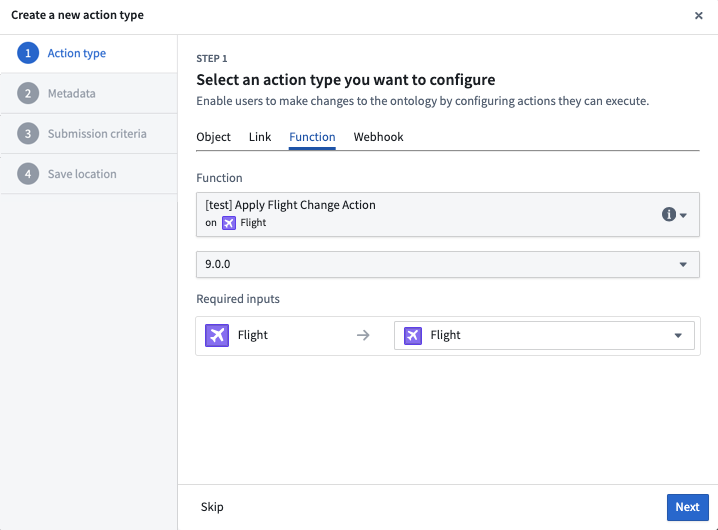 Create a new action type
1 Action type
2 Metadata
3 Submission criteria
4 Save location
STEP 1
Select an action type you want to configure
Enable users to make changes to the ontology by configuring actions they can execute.
Object Link Function Webhook
Function
[test] Apply Flight Change Action
on Flight
9.0.0
Required inputs
Flight → Flight
Skip Next